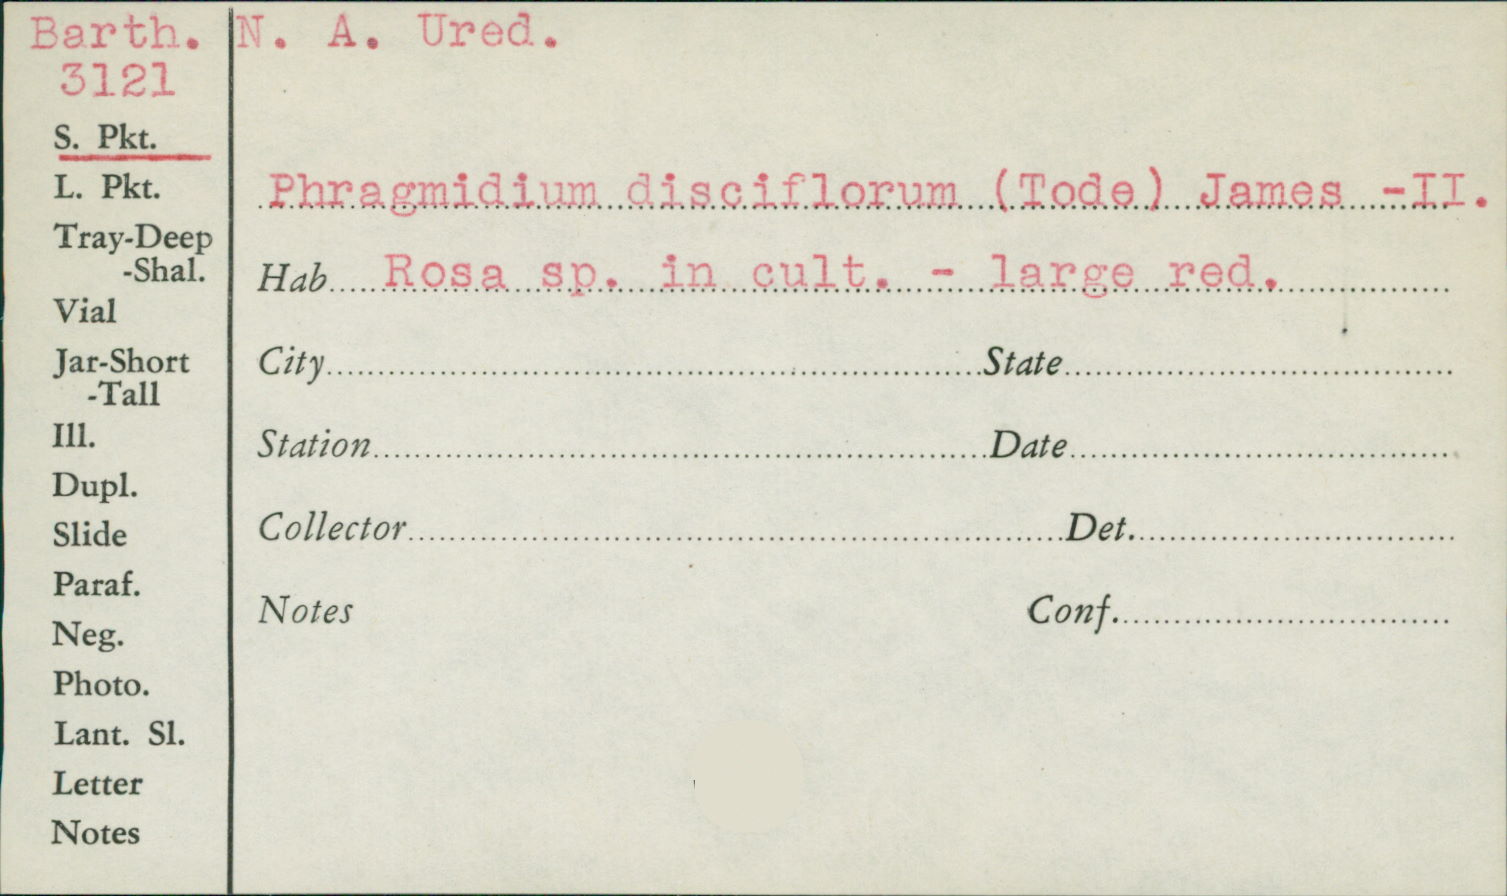 Barth. N. A. Ured.
3121
S. Pkt.
L. Pkt.
Phragmidium disciflorum (Tode) James -II.
Tray-Deep
-Shal.
Hab Rosa sp. in cult. - large red.
Vial
Jar-Short
-Tall
City State
Ill.
Station Date
Dupl.
Slide
Collector Det.
Paraf.
Notes Conf.
Neg.
Photo.
Lant. Sl.
Letter
Notes